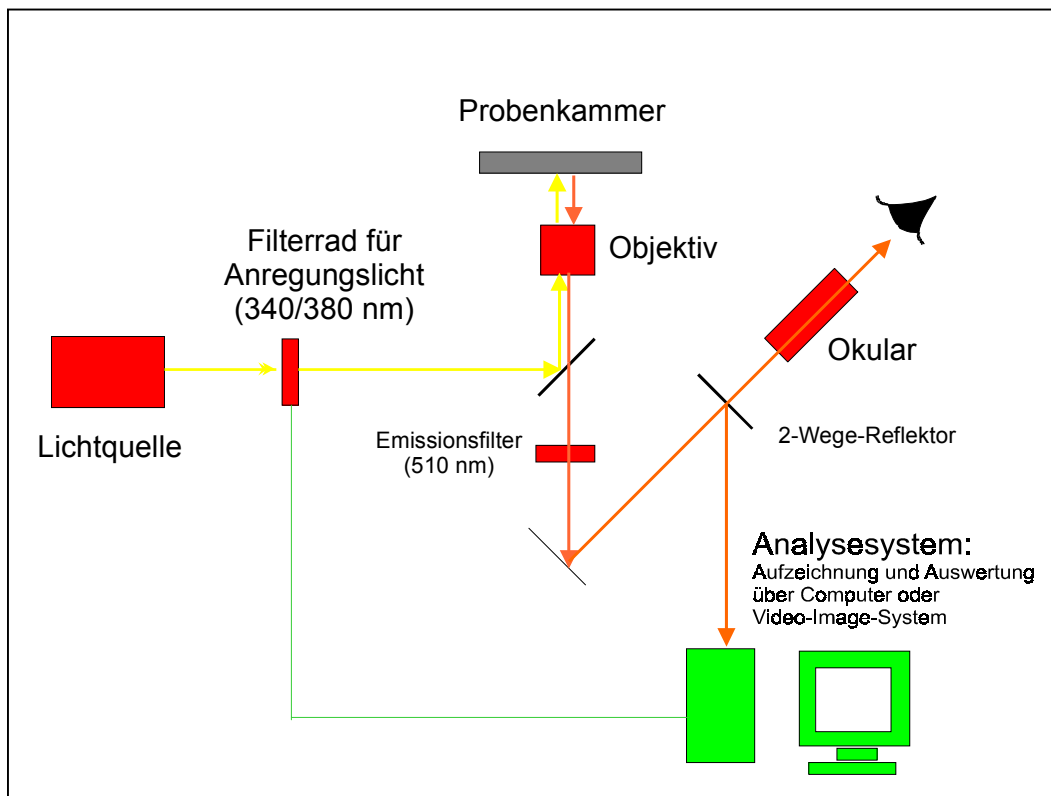 Probenkammer
Filterrad für
Anregungslicht
(340/380 nm)
Objektiv
Okular
Lichtquelle
Emissionsfilter
(510 nm)
2-Wege-Reflektor
Analysesystem:
Aufzeichnung und Auswertung
über Computer oder
Video-Image-System